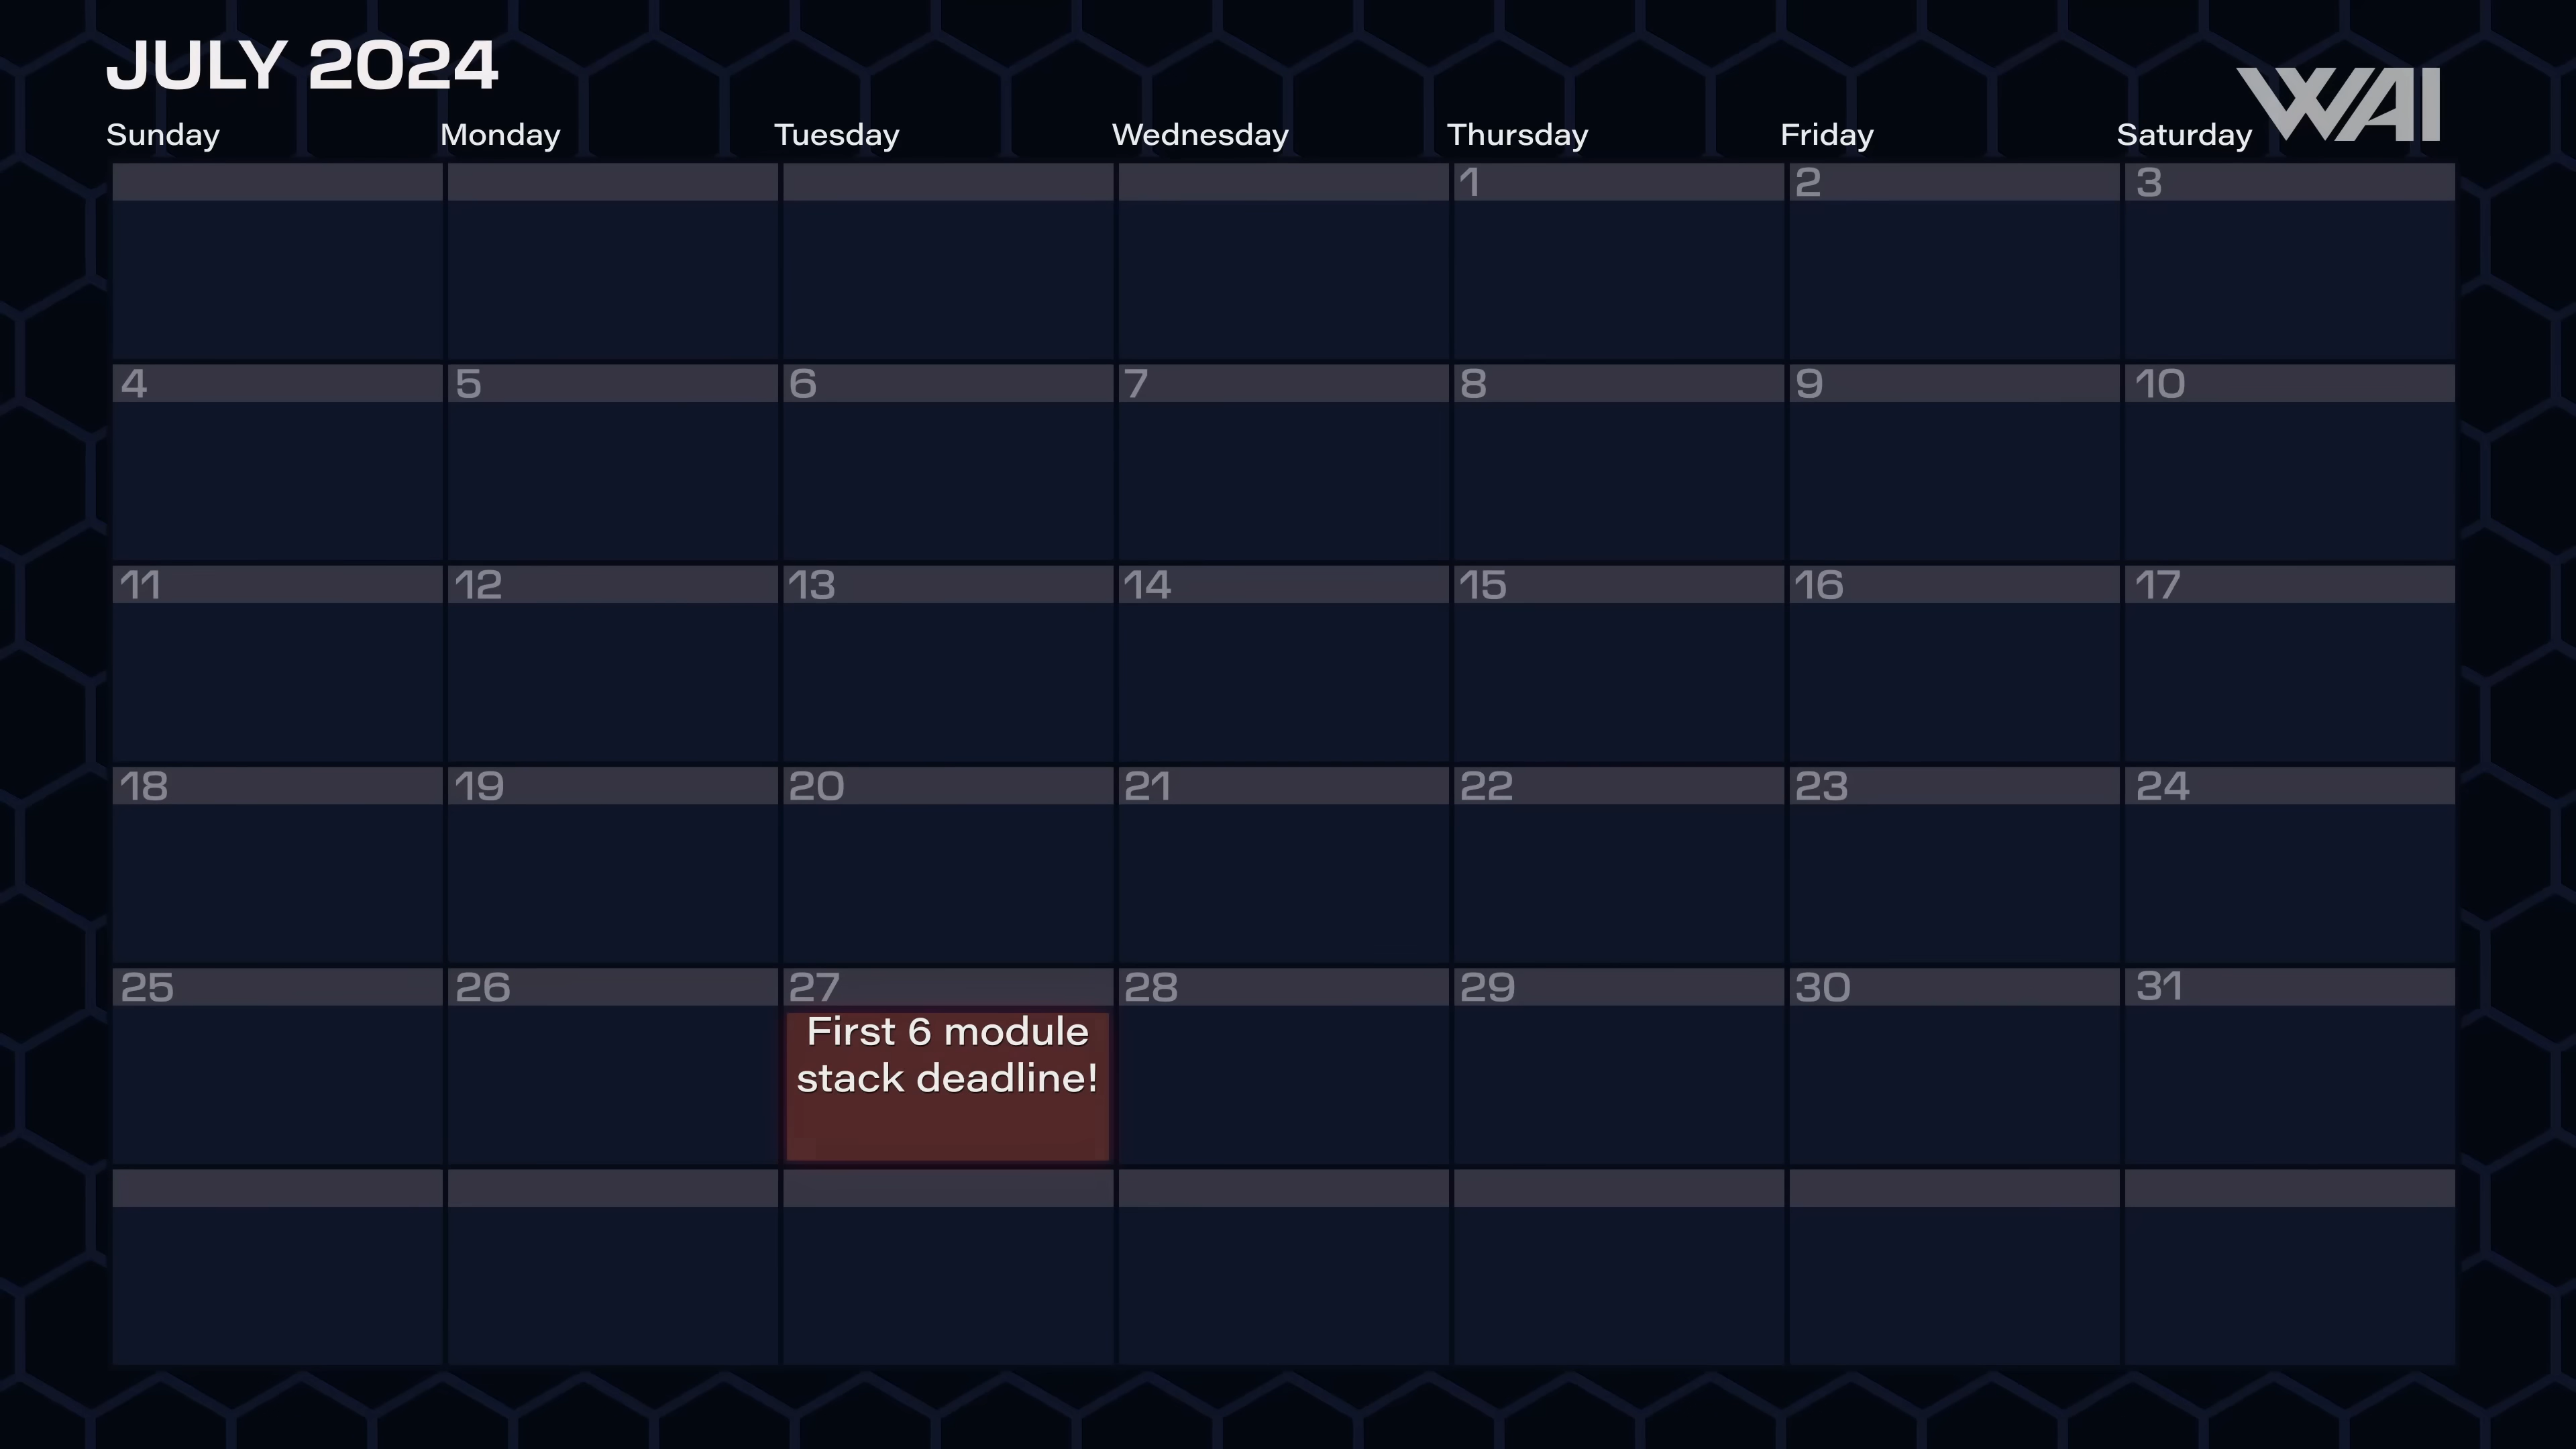 JULY 2024
WAI
Sunday Monday Tuesday Wednesday Thursday Friday Saturday
1 2 3
4 5 6 7 8 9 10
11 12 13 14 15 16 17
18 19 20 21 22 23 24
25 26 27 28 29 30 31
First 6 module
stack deadline!